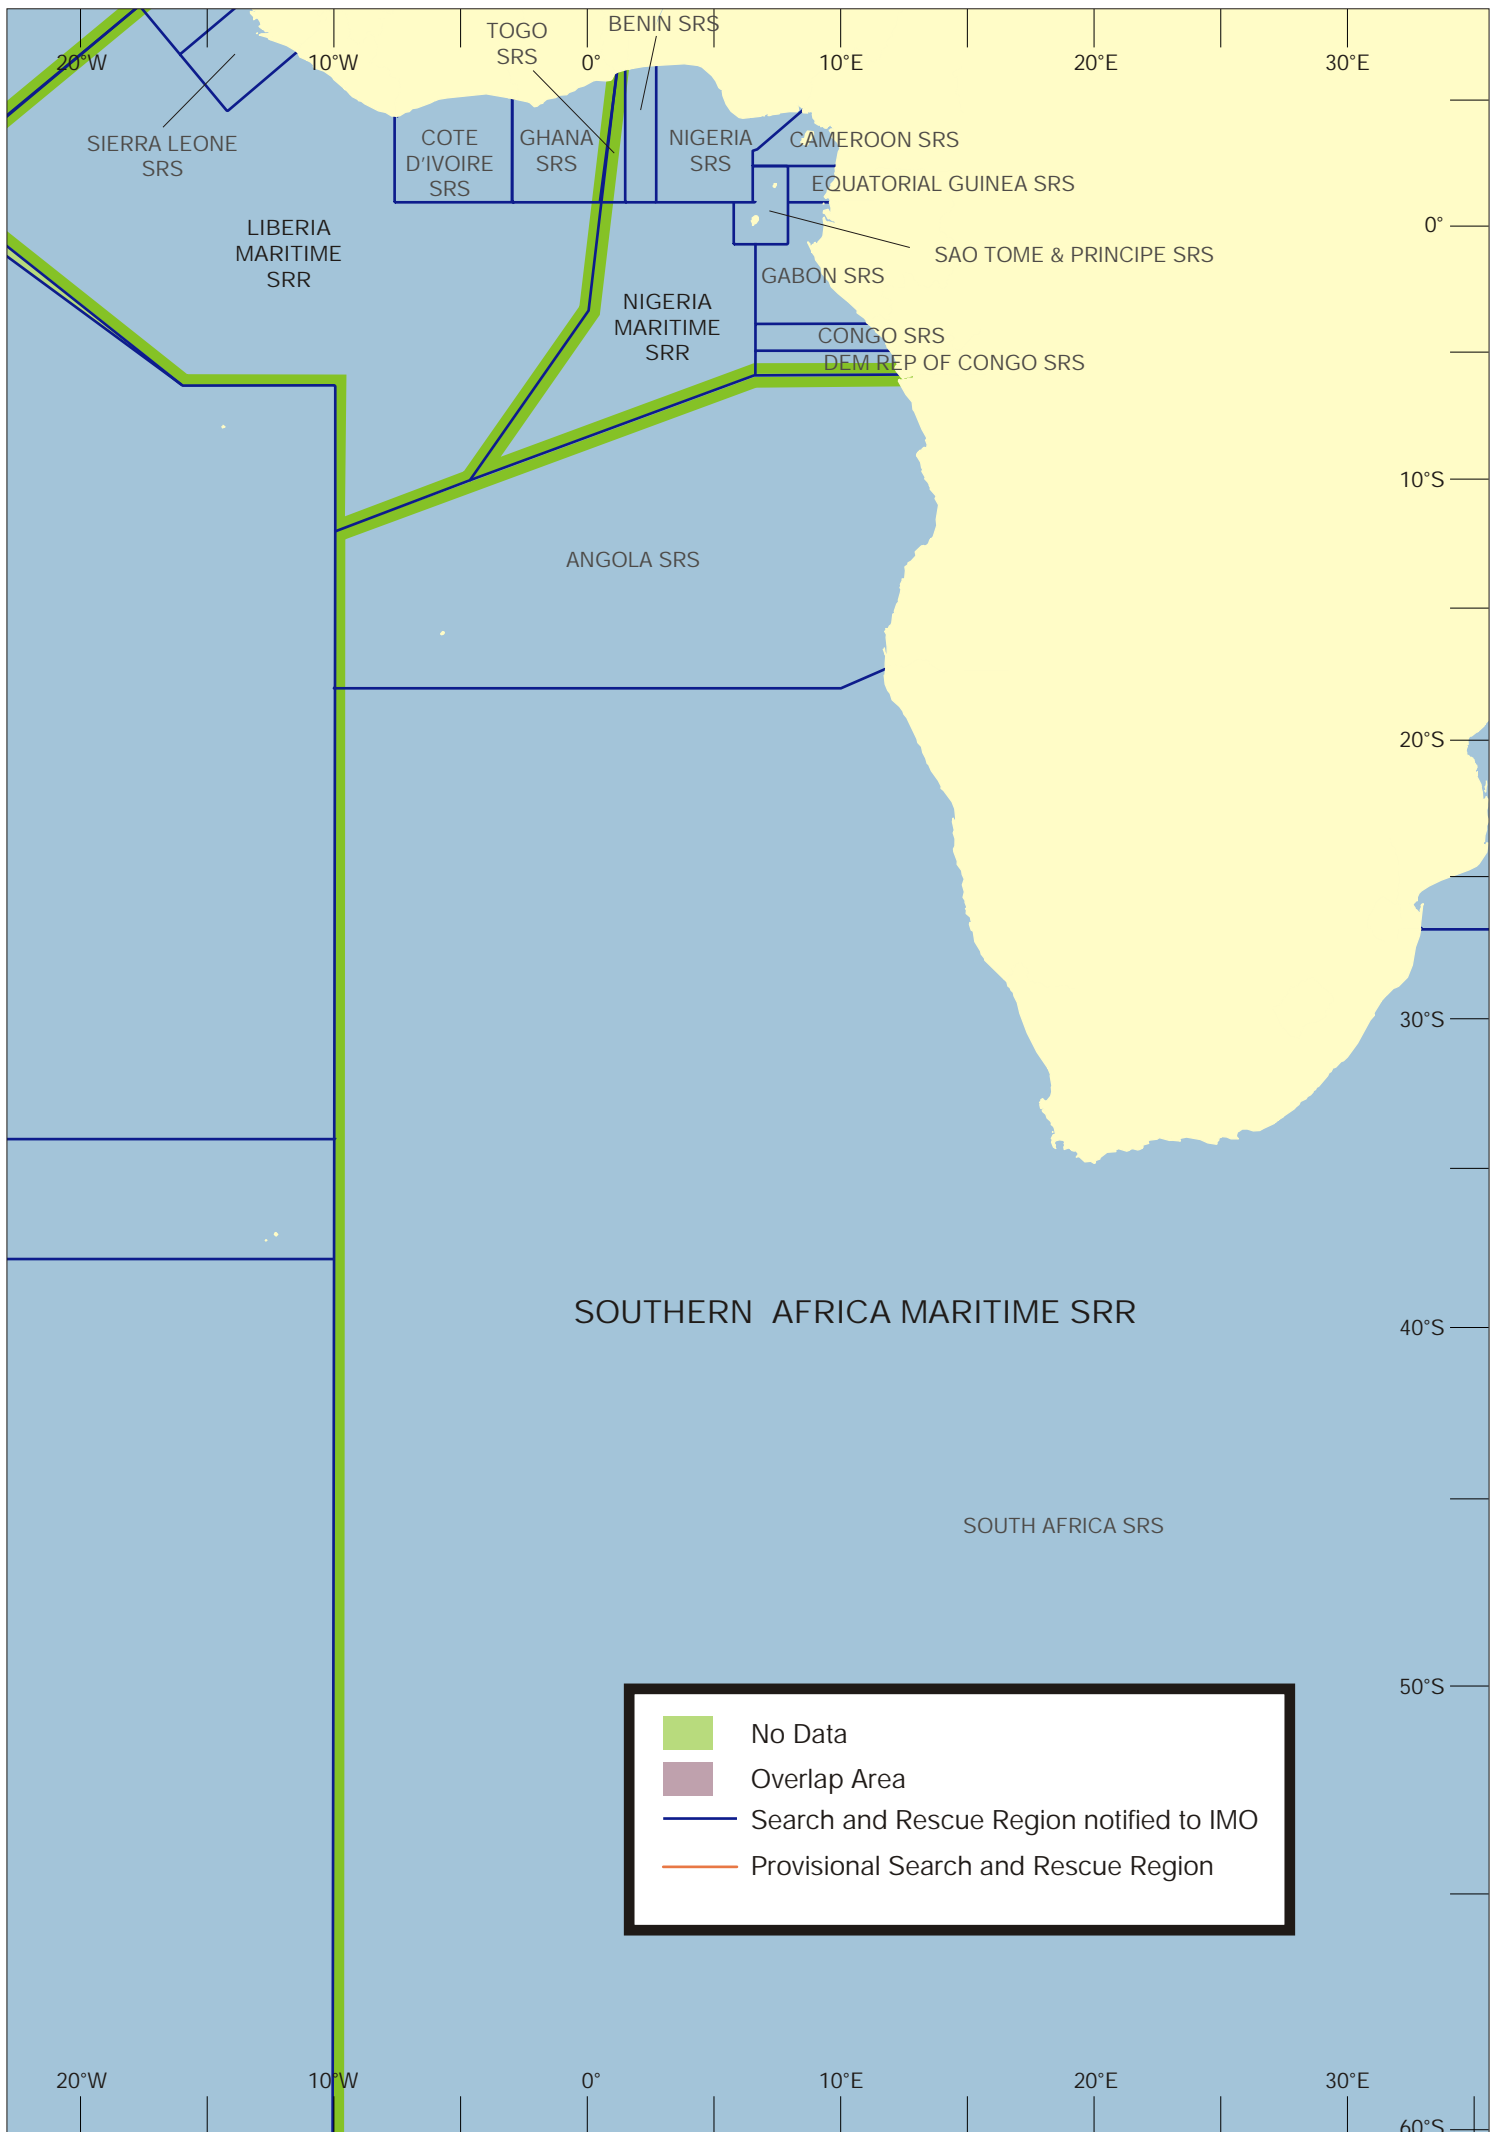 TOGO
SRS
BENIN SRS
20°W
10°W
0°
10°E
20°E
30°E
SIERRA LEONE
SRS
COTE
D'IVOIRE
SRS
GHANA
SRS
NIGERIA
SRS
CAMEROON SRS
EQUATORIAL GUINEA SRS
0°
LIBERIA
MARITIME
SRR
SAO TOME & PRINCIPE SRS
GABON SRS
NIGERIA
MARITIME
SRR
CONGO SRS
DEM REP OF CONGO SRS
10°S
ANGOLA SRS
20°S
30°S
SOUTHERN AFRICA MARITIME SRR
40°S
SOUTH AFRICA SRS
50°S
No Data
Overlap Area
Search and Rescue Region notified to IMO
Provisional Search and Rescue Region
20°W
10°W
0°
10°E
20°E
30°E
60°S